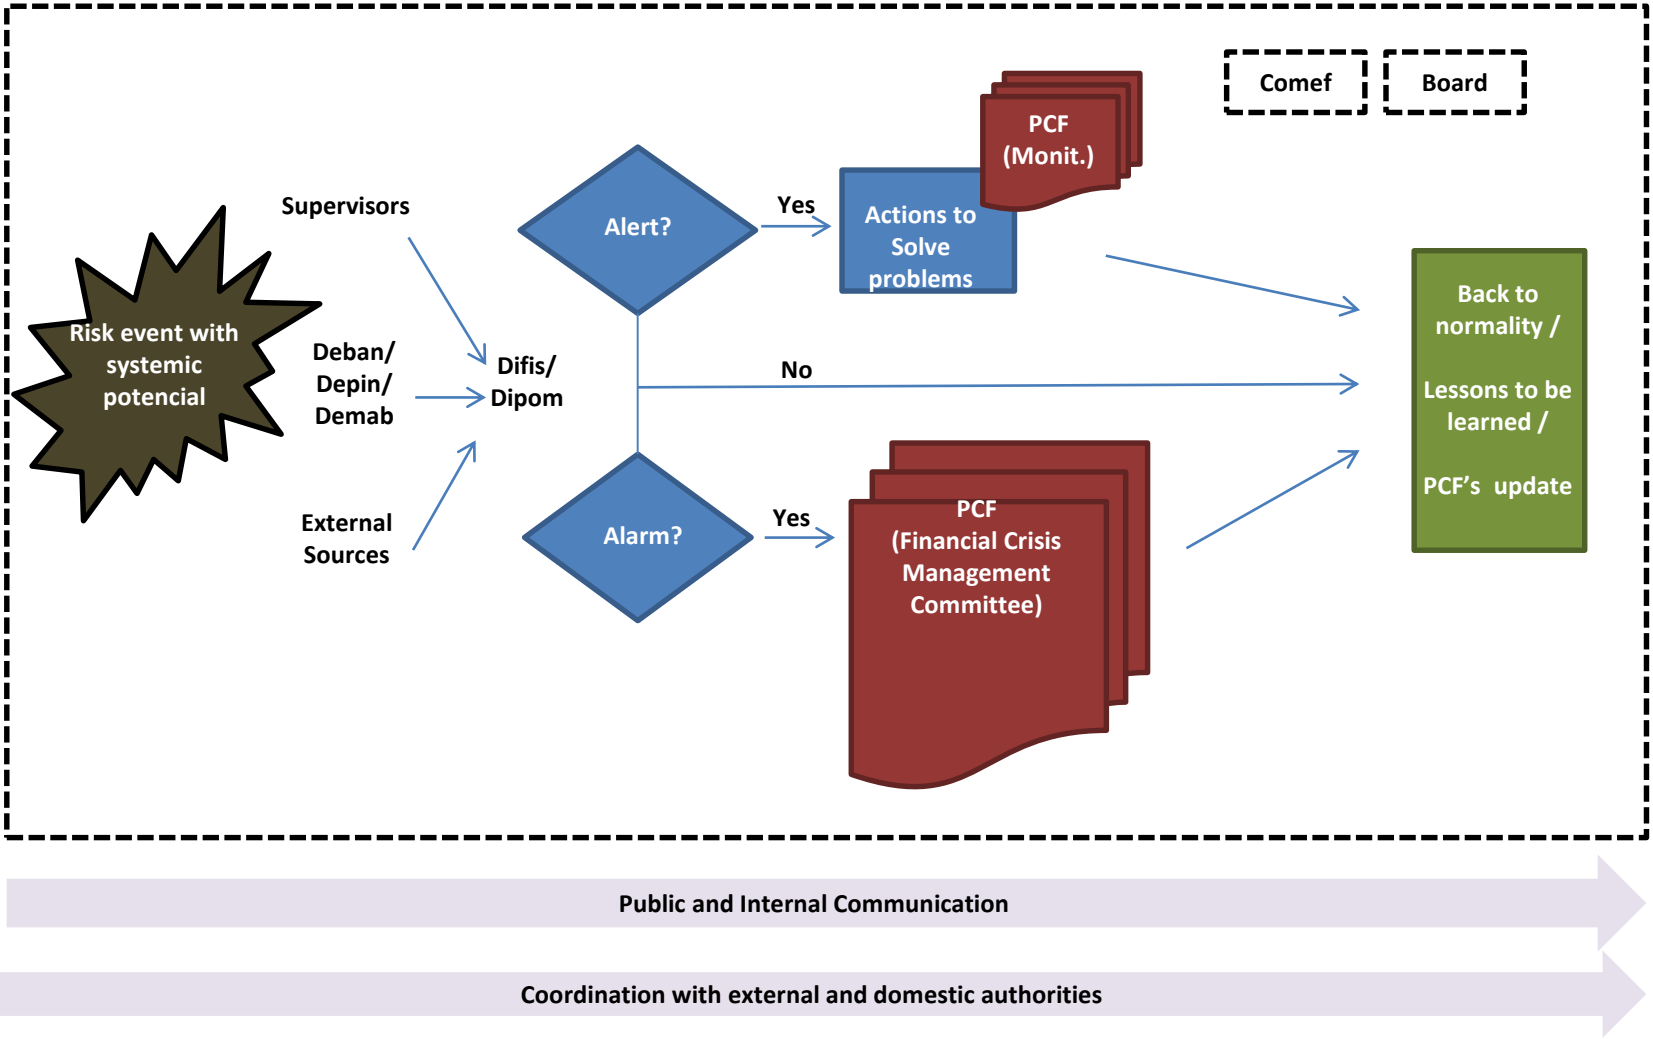 Comef
Board
PCF
(Monit.)
Supervisors
Alert?
Yes
Actions to
Solve
problems
Risk event with
systemic
potencial
Deban/
Depin/
Demab
Difis/
Dipom
No
Back to
normality /
Lessons to be
learned /
PCF's  update
External
Sources
Alarm?
Yes
PCF
(Financial Crisis
Management
Committee)
Public and Internal Communication
Coordination with external and domestic authorities